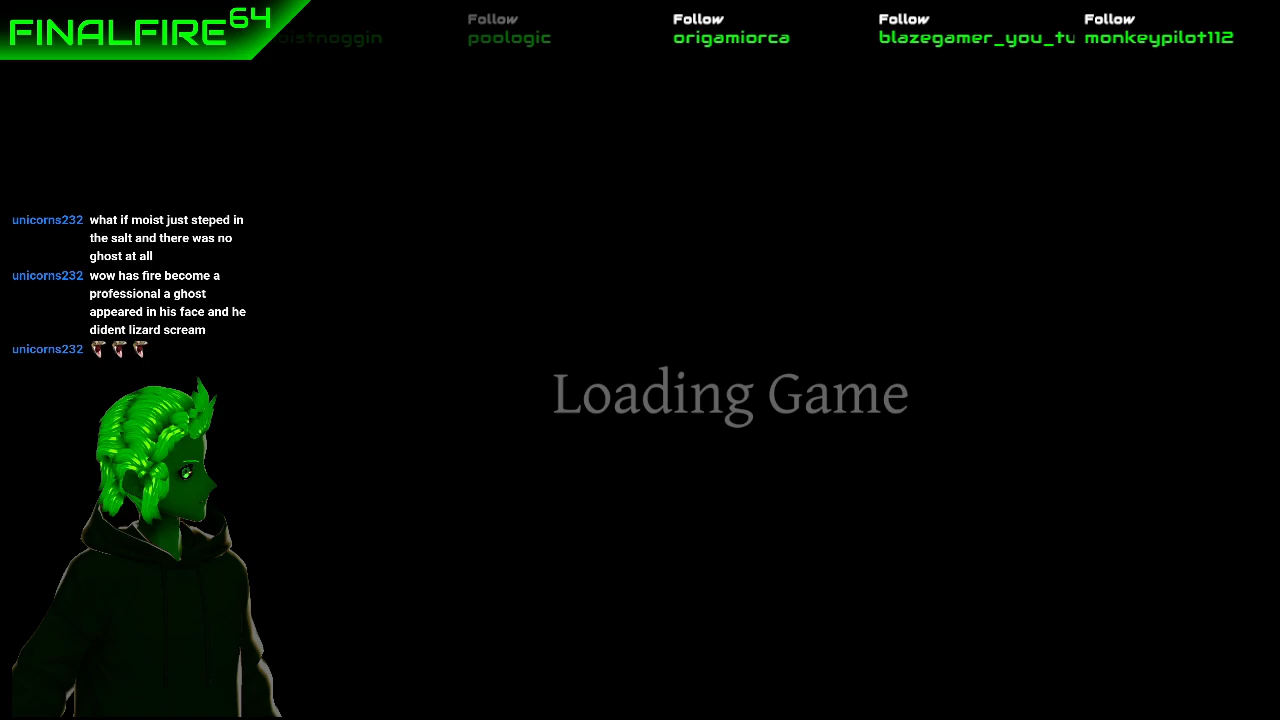 FINALFIRE64
Follow
poologic
Follow
origamiorca
Follow
blazegamer_you_tu
Follow
monkeypilot112
unicorns232 what if moist just steped in
the salt and there was no
ghost at all
unicorns232 wow has fire become a
professional a ghost
appeared in his face and he
dident lizard scream
unicorns232
Loading Game